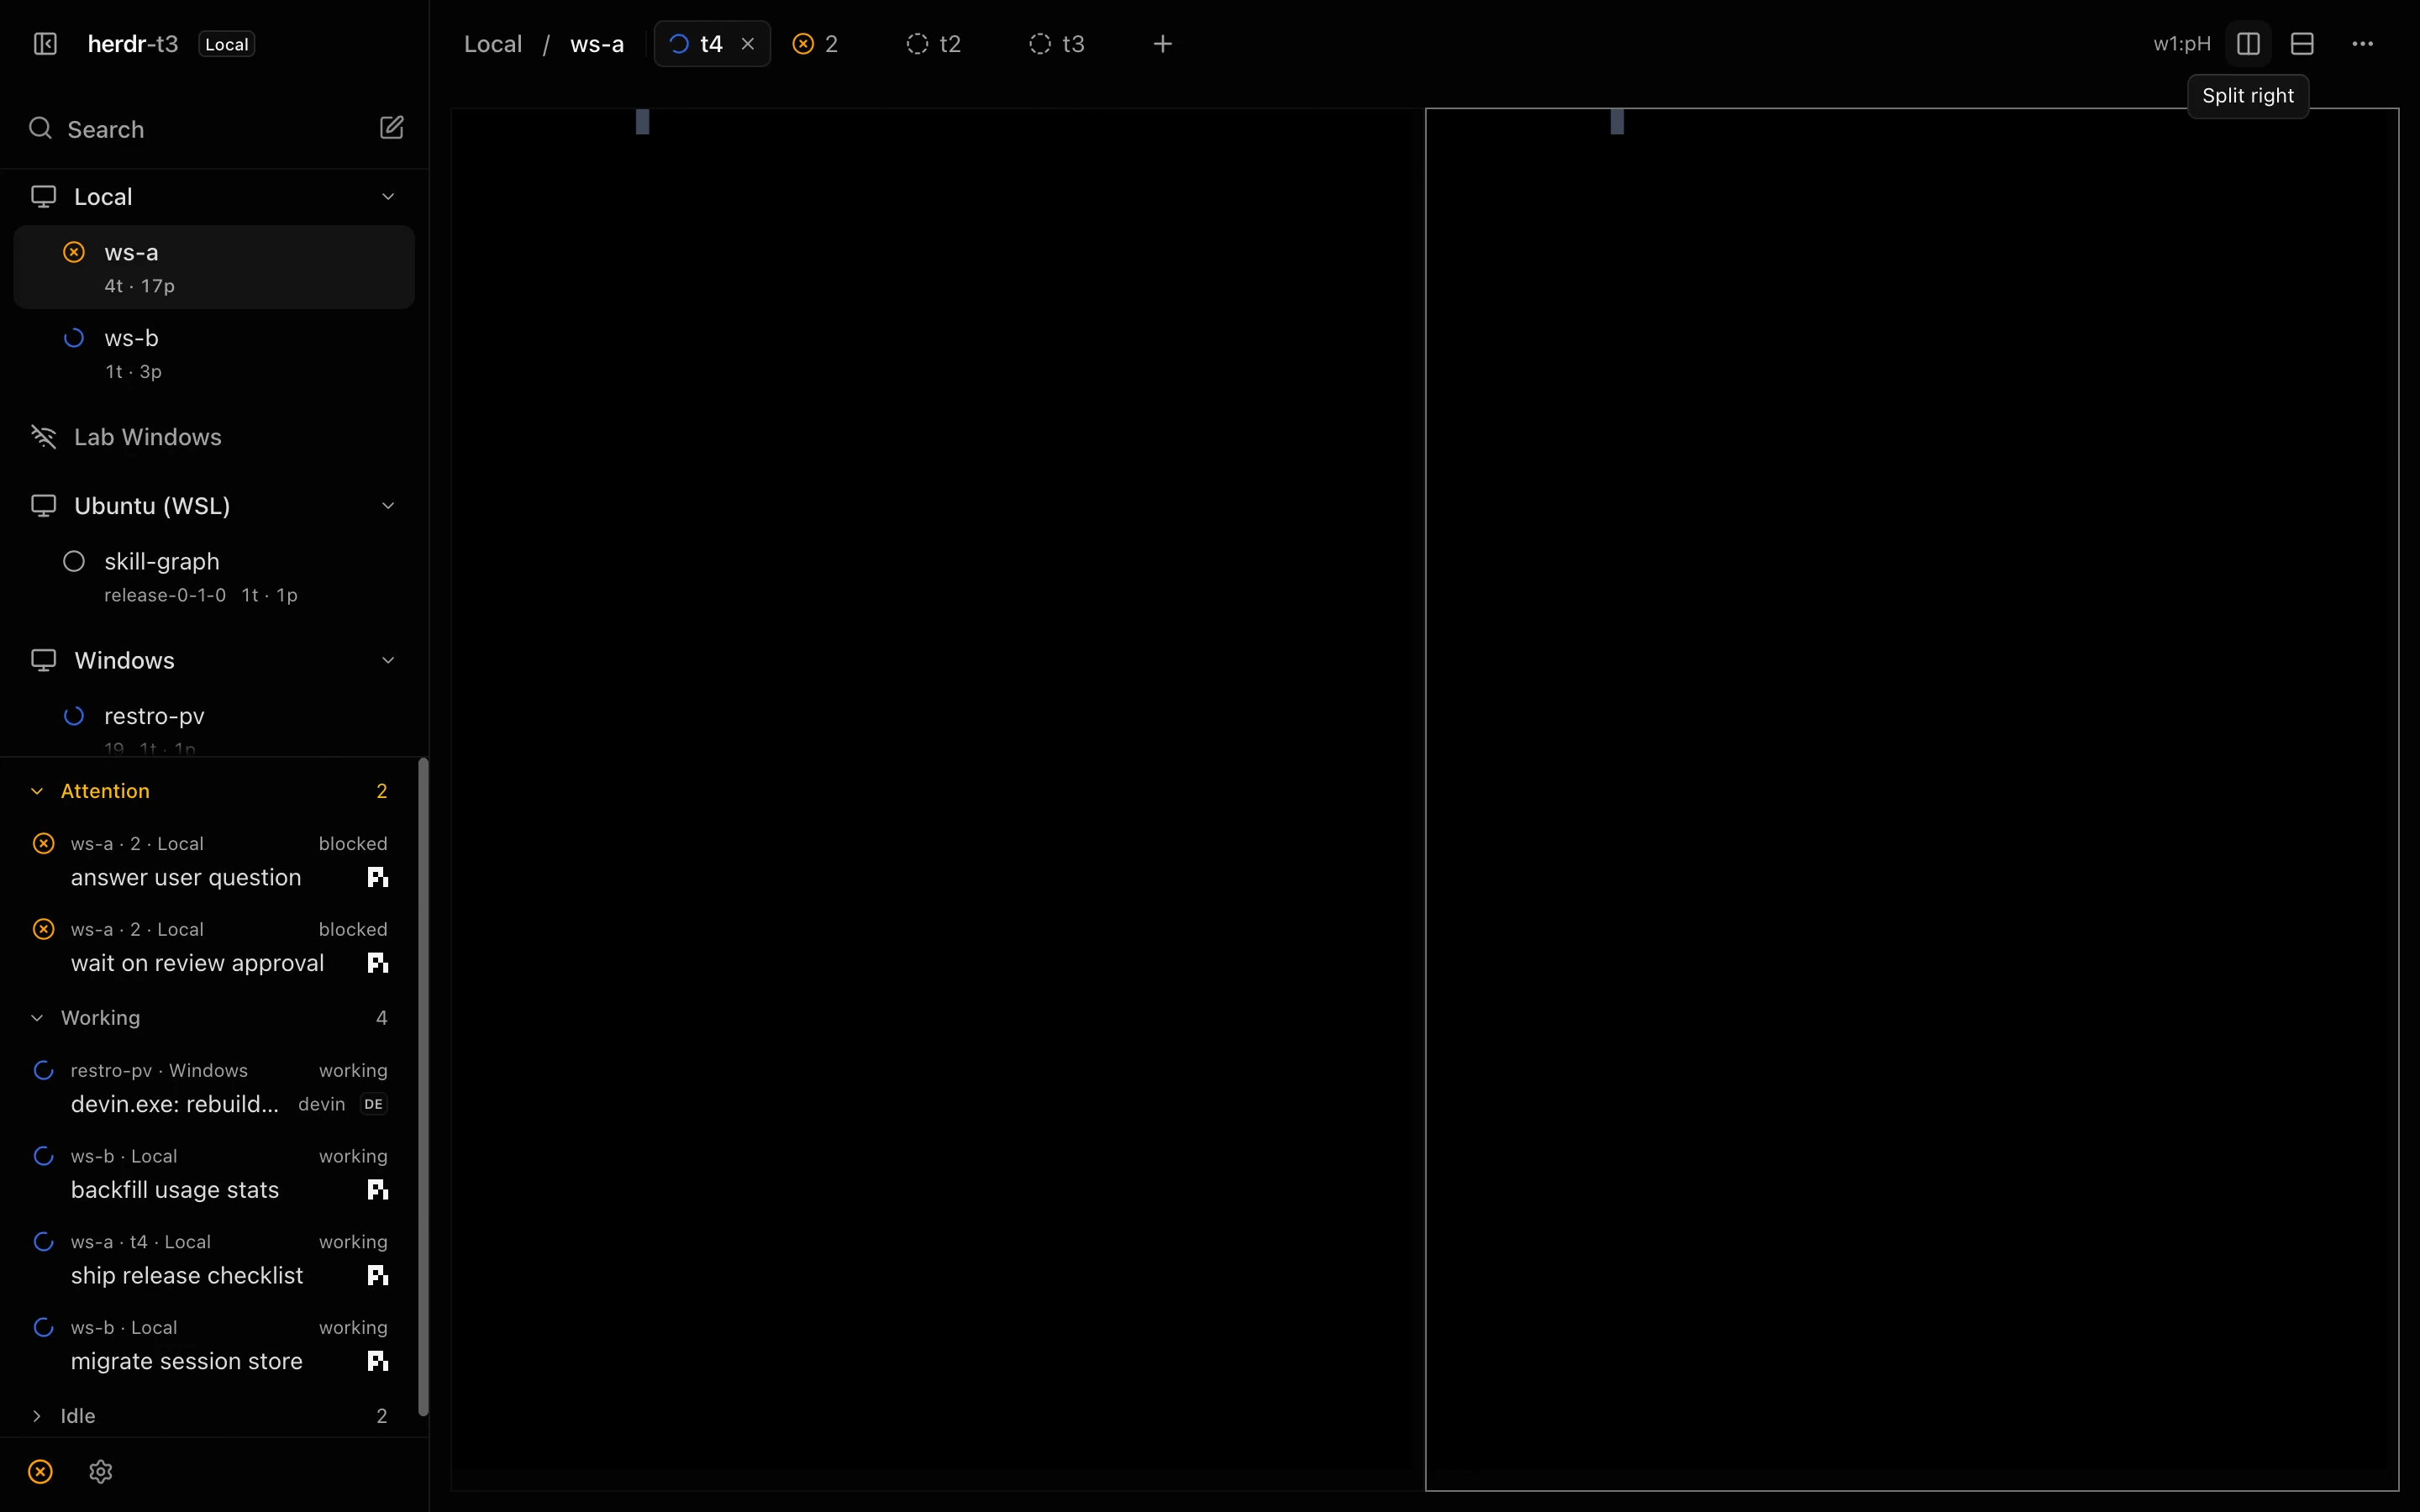 herdr-t3 Local
Local / ws-a t4 2 t2 t3 w1:pH
Split right
Search
Local
ws-a
4t · 17p
ws-b
1t · 3p
Lab Windows
Ubuntu (WSL)
skill-graph
release-0-1-0 1t · 1p
Windows
restro-pv
19 1t · 1p
Attention 2
ws-a · 2 · Local blocked
answer user question
ws-a · 2 · Local blocked
wait on review approval
Working 4
restro-pv · Windows working
devin.exe: rebuild... devin DE
ws-b · Local working
backfill usage stats
ws-a · t4 · Local working
ship release checklist
ws-b · Local working
migrate session store
Idle 2